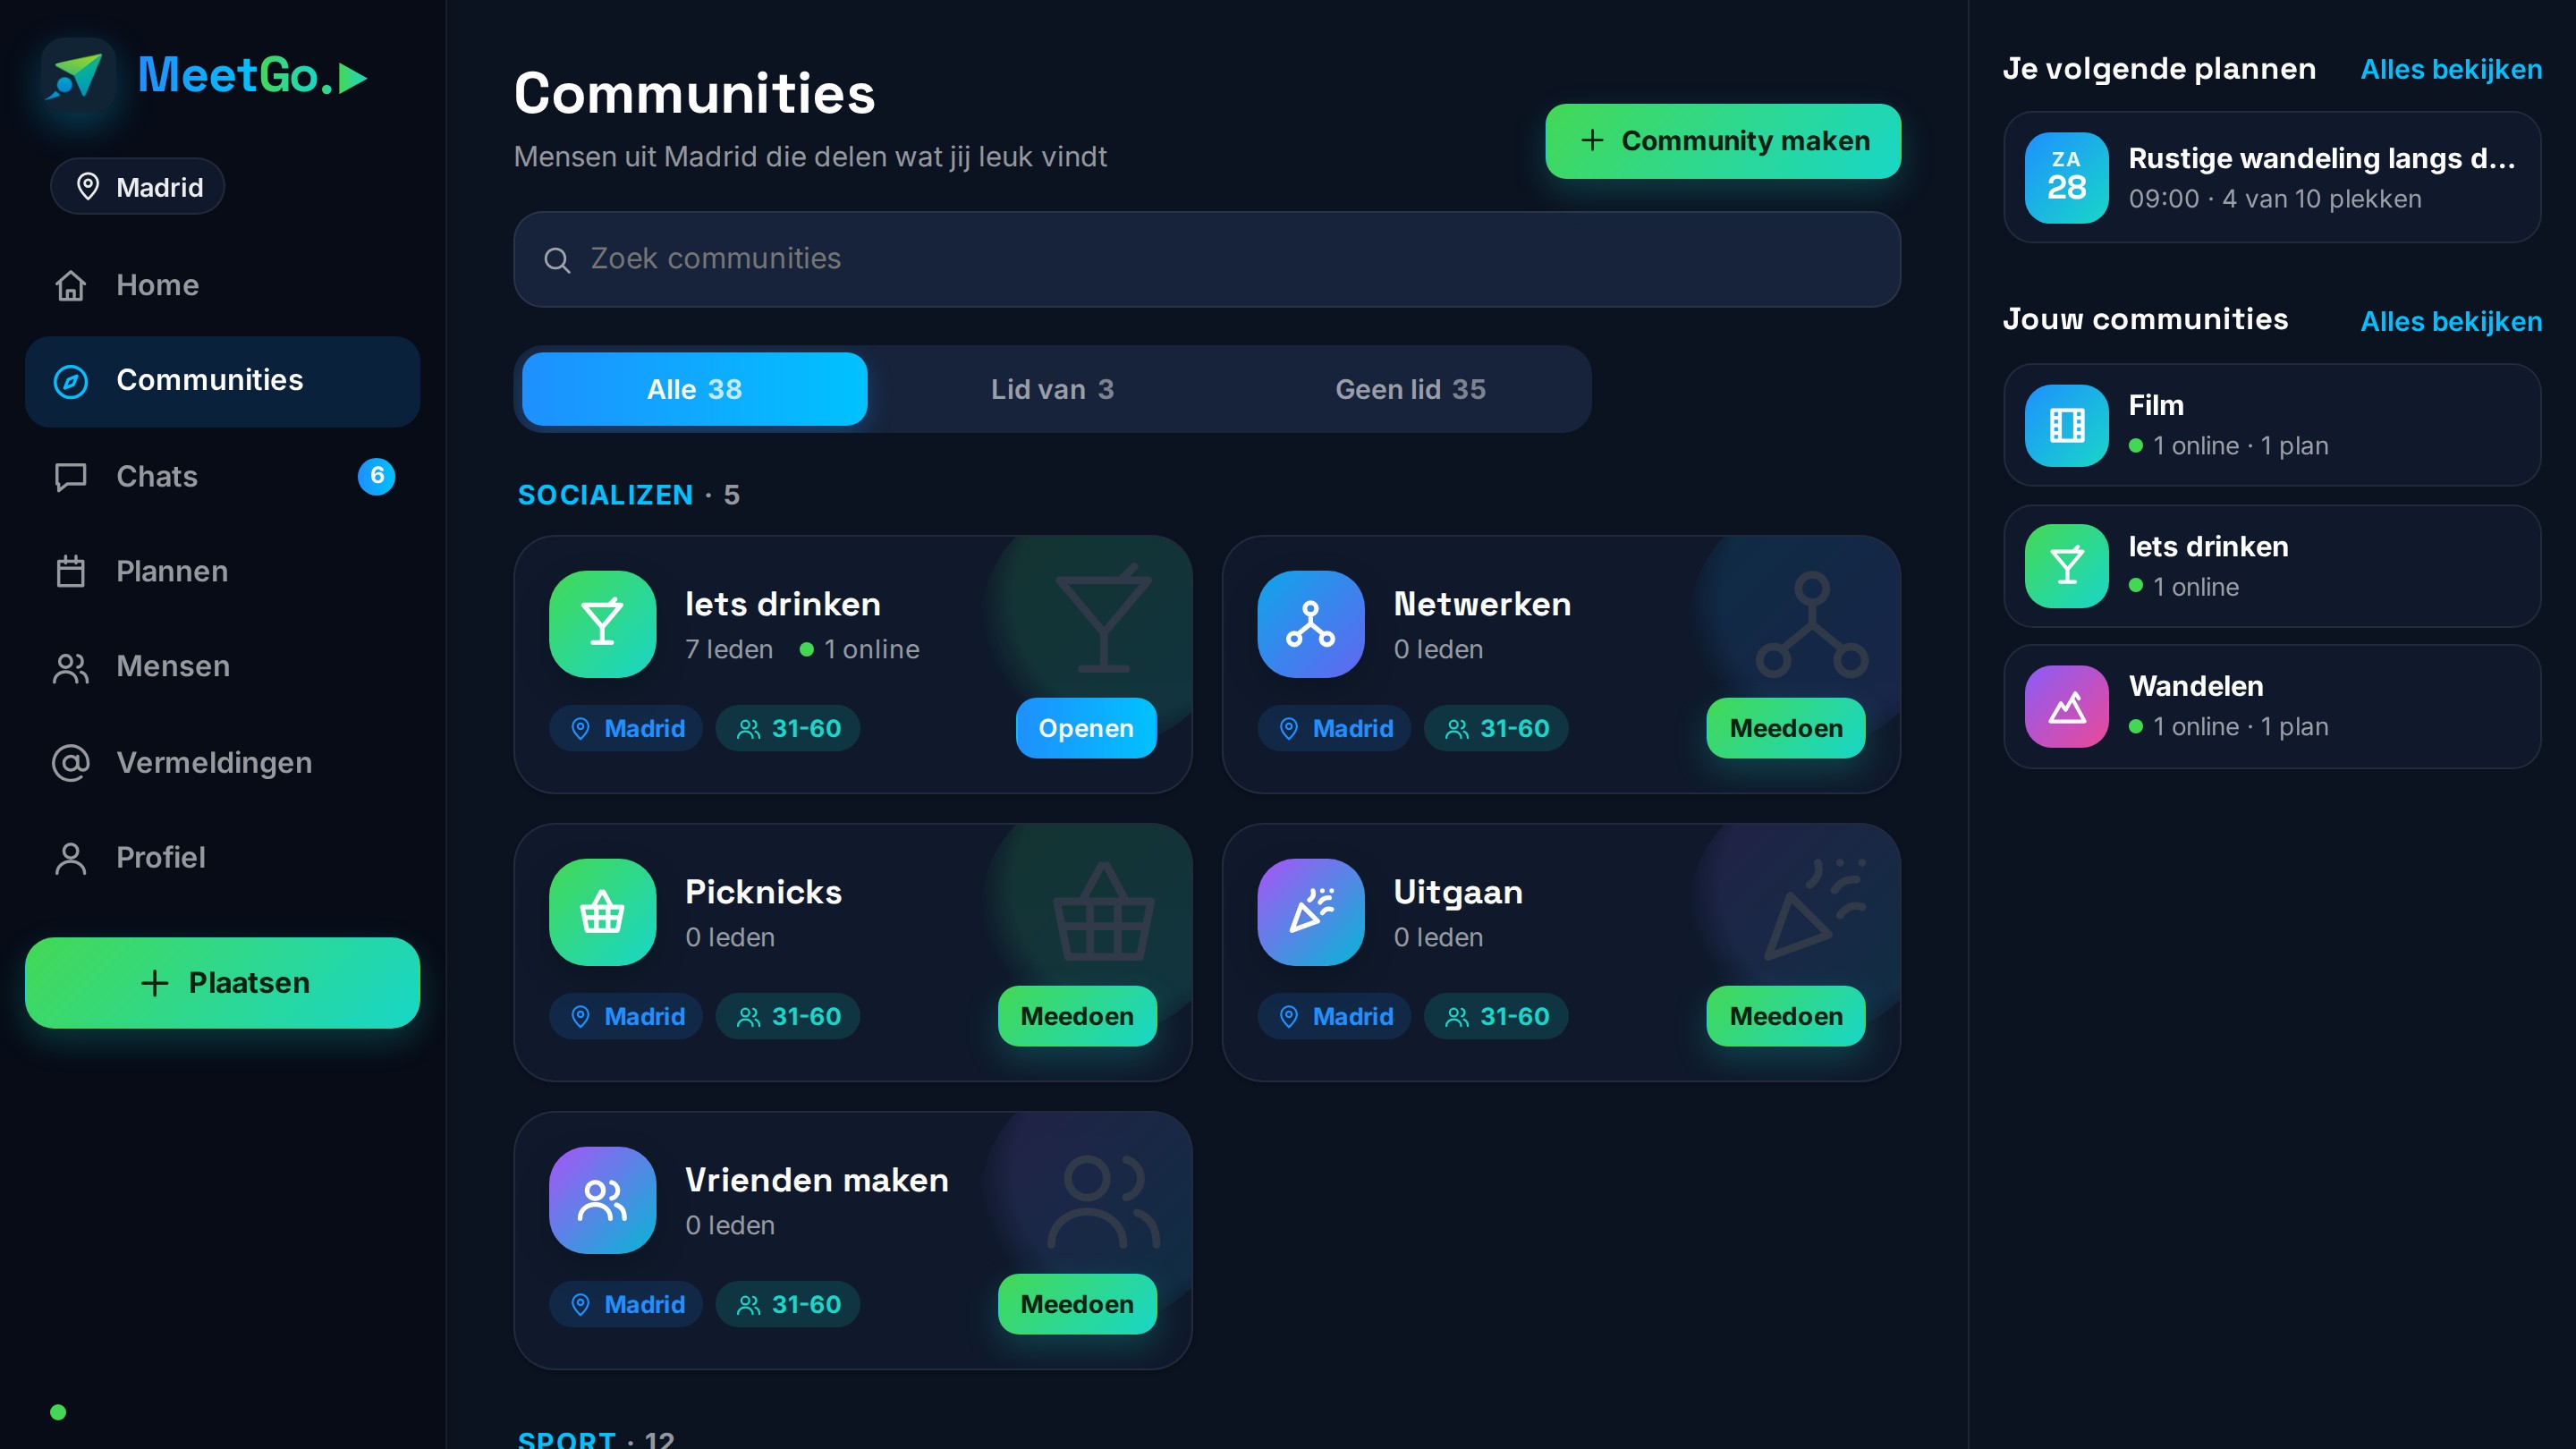 MeetGo.
Madrid
Home
Communities
Chats 6
Plannen
Mensen
Vermeldingen
Profiel
+ Plaatsen
Communities
Mensen uit Madrid die delen wat jij leuk vindt
+ Community maken
Zoek communities
Alle 38 Lid van 3 Geen lid 35
SOCIALIZEN · 5
Iets drinken
7 leden 1 online
Madrid 31-60 Openen
Netwerken
0 leden
Madrid 31-60 Meedoen
Picknicks
0 leden
Madrid 31-60 Meedoen
Uitgaan
0 leden
Madrid 31-60 Meedoen
Vrienden maken
0 leden
Madrid 31-60 Meedoen
SPORT · 12
Je volgende plannen Alles bekijken
ZA
28
Rustige wandeling langs d...
09:00 · 4 van 10 plekken
Jouw communities Alles bekijken
Film
1 online · 1 plan
Iets drinken
1 online
Wandelen
1 online · 1 plan